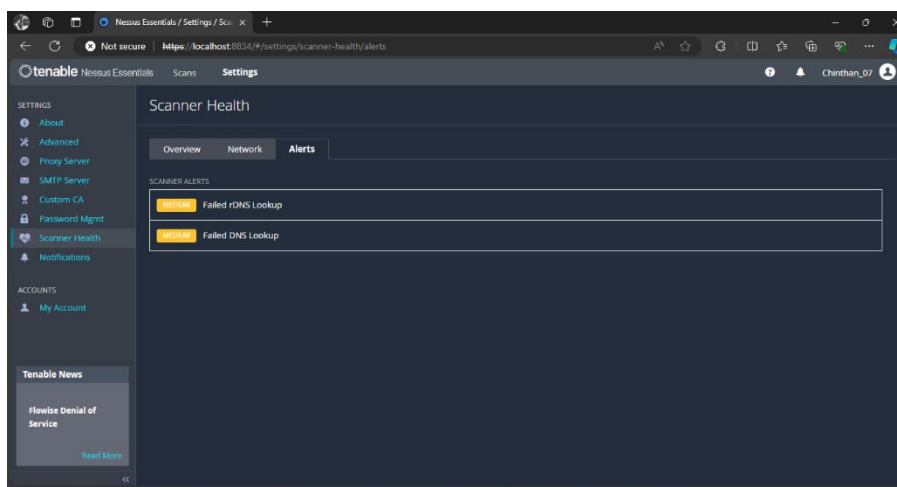 Nessus Essentials / Settings / Sca
Not secure https://localhost:8834/#/settings/scanner-health/alerts
tenable Nessus Essentials Scans Settings Chinthan_07
SETTINGS
About
Advanced
Proxy Server
SMTP Server
Custom CA
Password Mgmt
Scanner Health
Notifications
ACCOUNTS
My Account
Tenable News
Flowise Denial of
Service
Read More
Scanner Health
Overview Network Alerts
SCANNER ALERTS
MEDIUM Failed rDNS Lookup
MEDIUM Failed DNS Lookup